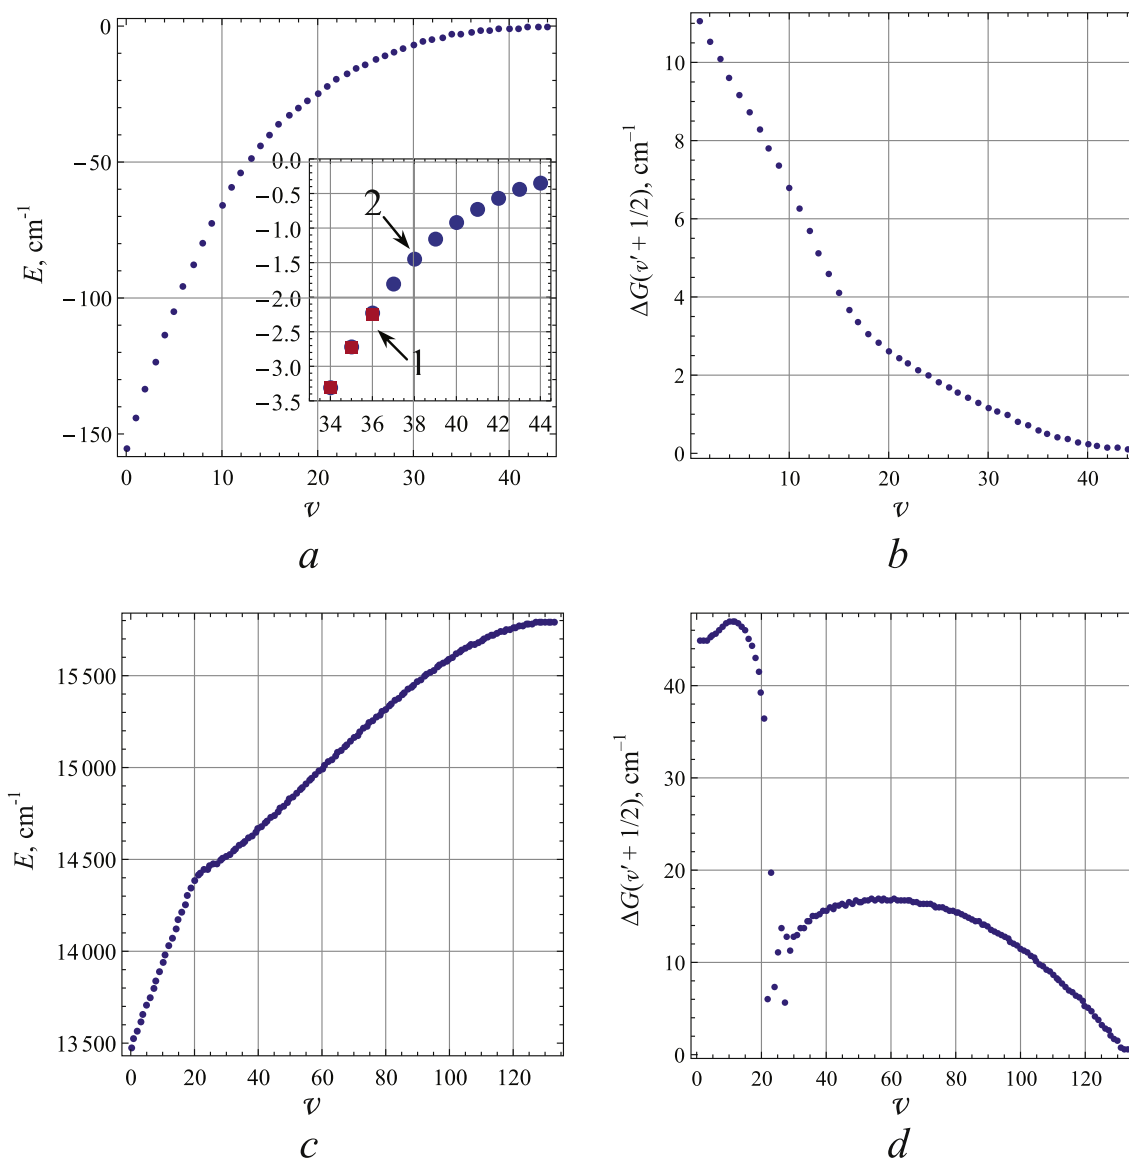 0
−50
−100
−150
E, cm−1
0 10 20 30 40
v
0.0
−0.5
−1.0
−1.5
−2.0
−2.5
−3.0
−3.5
34 36 38 40 42 44
2
1
a
10
8
6
4
2
0
ΔG(v′ + 1/2), cm−1
10 20 30 40
v
b
15 500
15 000
14 500
14 000
13 500
E, cm−1
0 20 40 60 80 100 120
v
c
40
30
20
10
0
ΔG(v′ + 1/2), cm−1
0 20 40 60 80 100 120
v
d